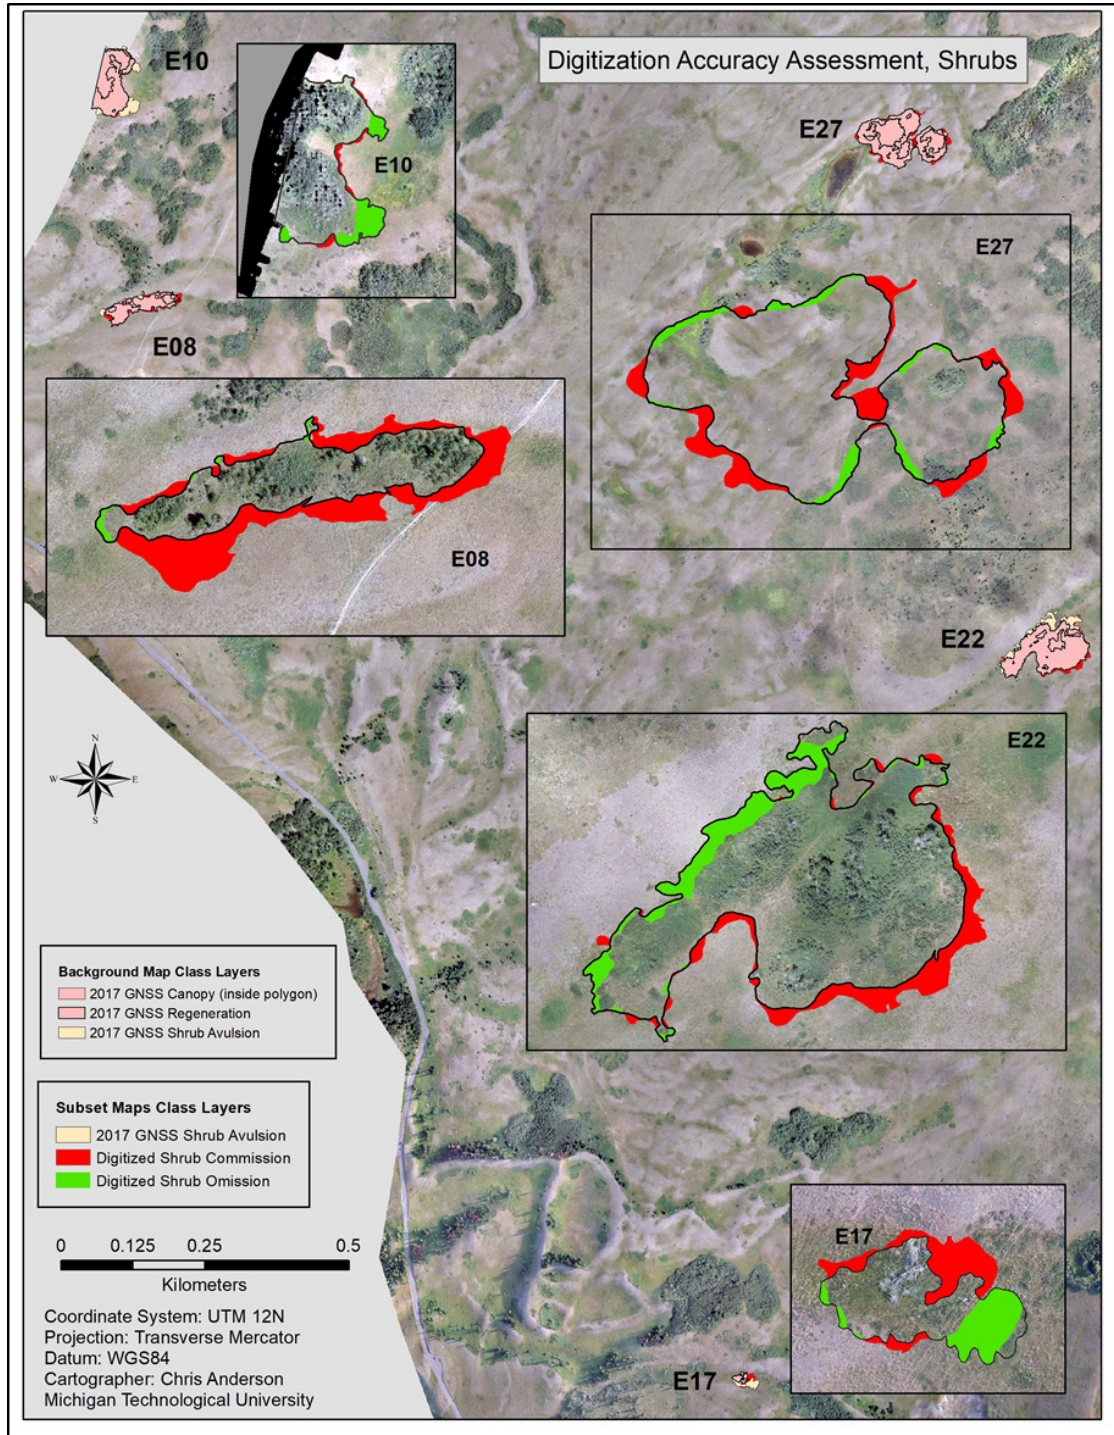 Digitization Accuracy Assessment, Shrubs
E10
E10
E27
E27
E08
E08
E22
E22
N
W
E
S
Background Map Class Layers
2017 GNSS Canopy (inside polygon)
2017 GNSS Regeneration
2017 GNSS Shrub Avulsion
Subset Maps Class Layers
2017 GNSS Shrub Avulsion
Digitized Shrub Commission
Digitized Shrub Omission
0 0.125 0.25 0.5
Kilometers
Coordinate System: UTM 12N
Projection: Transverse Mercator
Datum: WGS84
Cartographer: Chris Anderson
Michigan Technological University
E17
E17